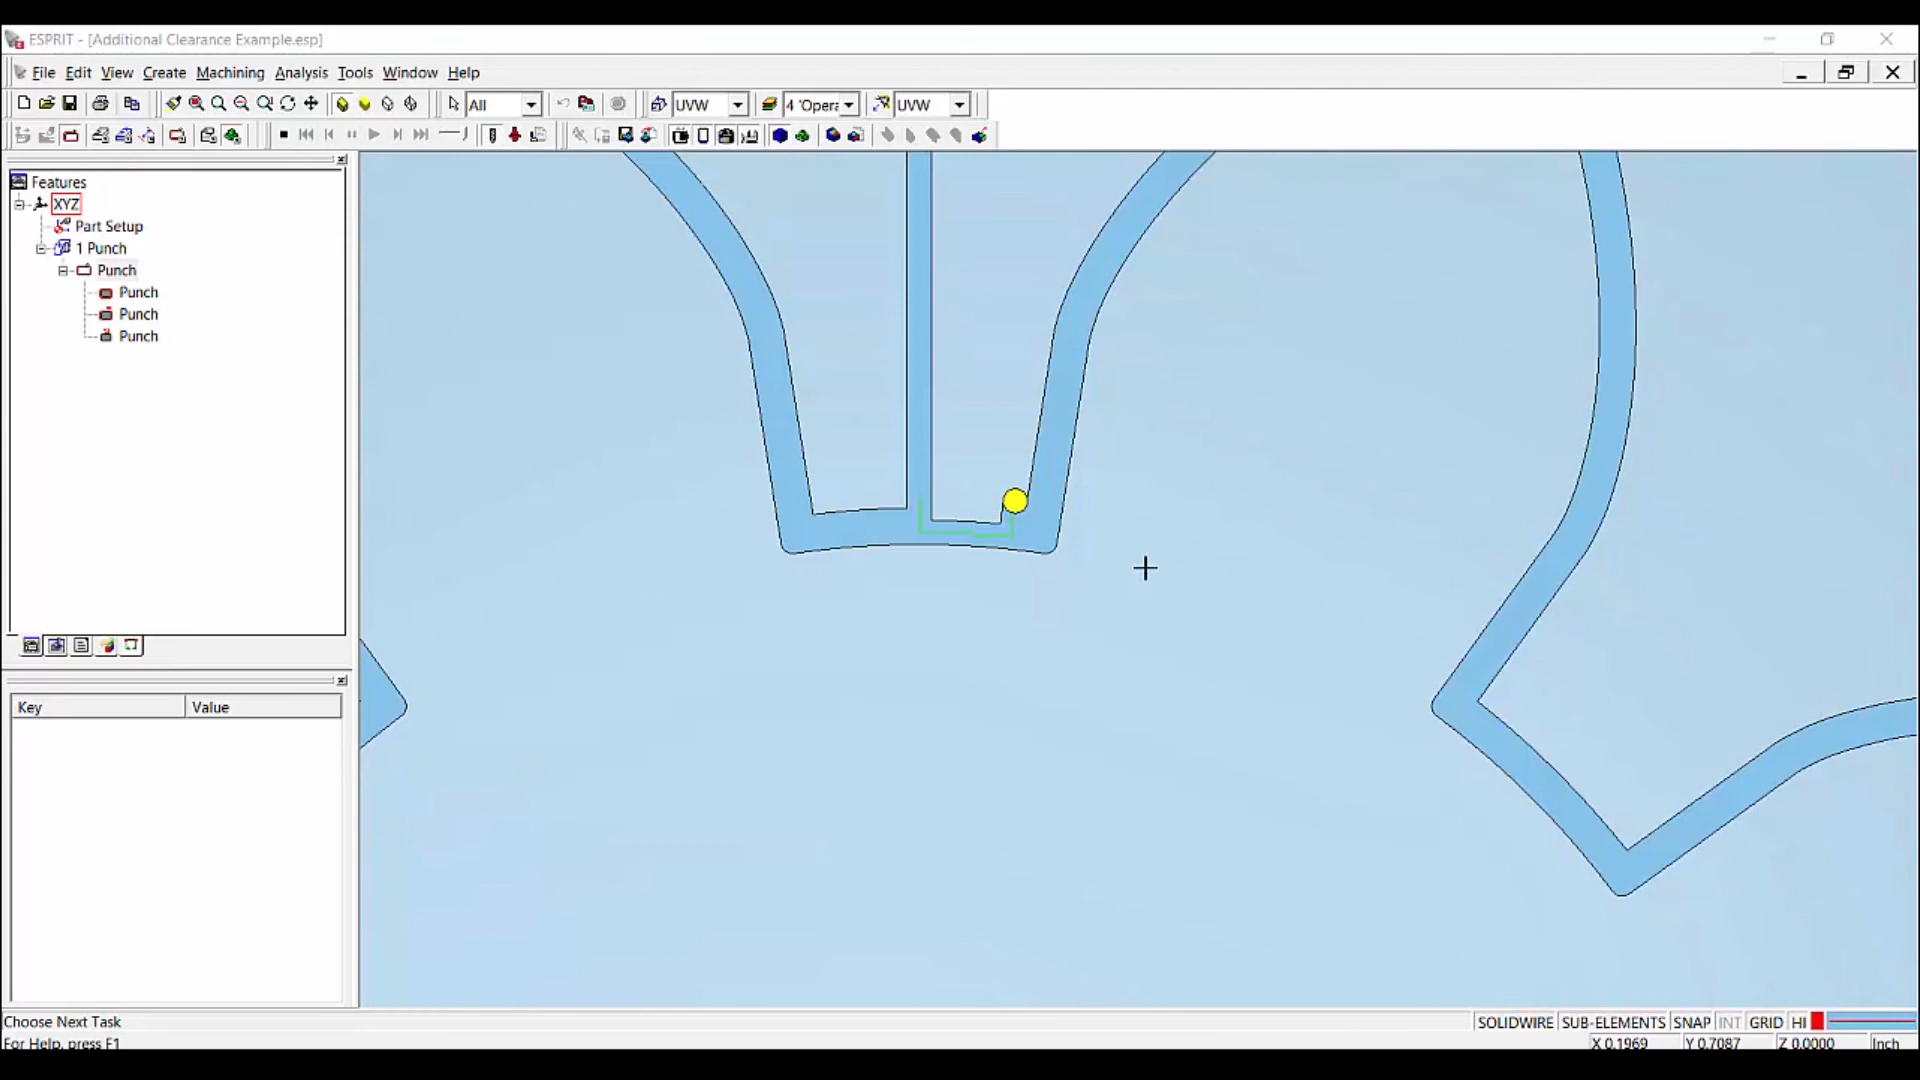 ESPRIT - [Additional Clearance Example.esp]
File Edit View Create Machining Analysis Tools Window Help
All UVW 4 'Opera UVW
Features
XYZ
Part Setup
1 Punch
Punch
Punch
Punch
Punch
Key Value
Choose Next Task SOLIDWIRE SUB-ELEMENTS SNAP INT GRID HI
For Help, press F1 X 0.1969 Y 0.7087 Z 0.0000 Inch